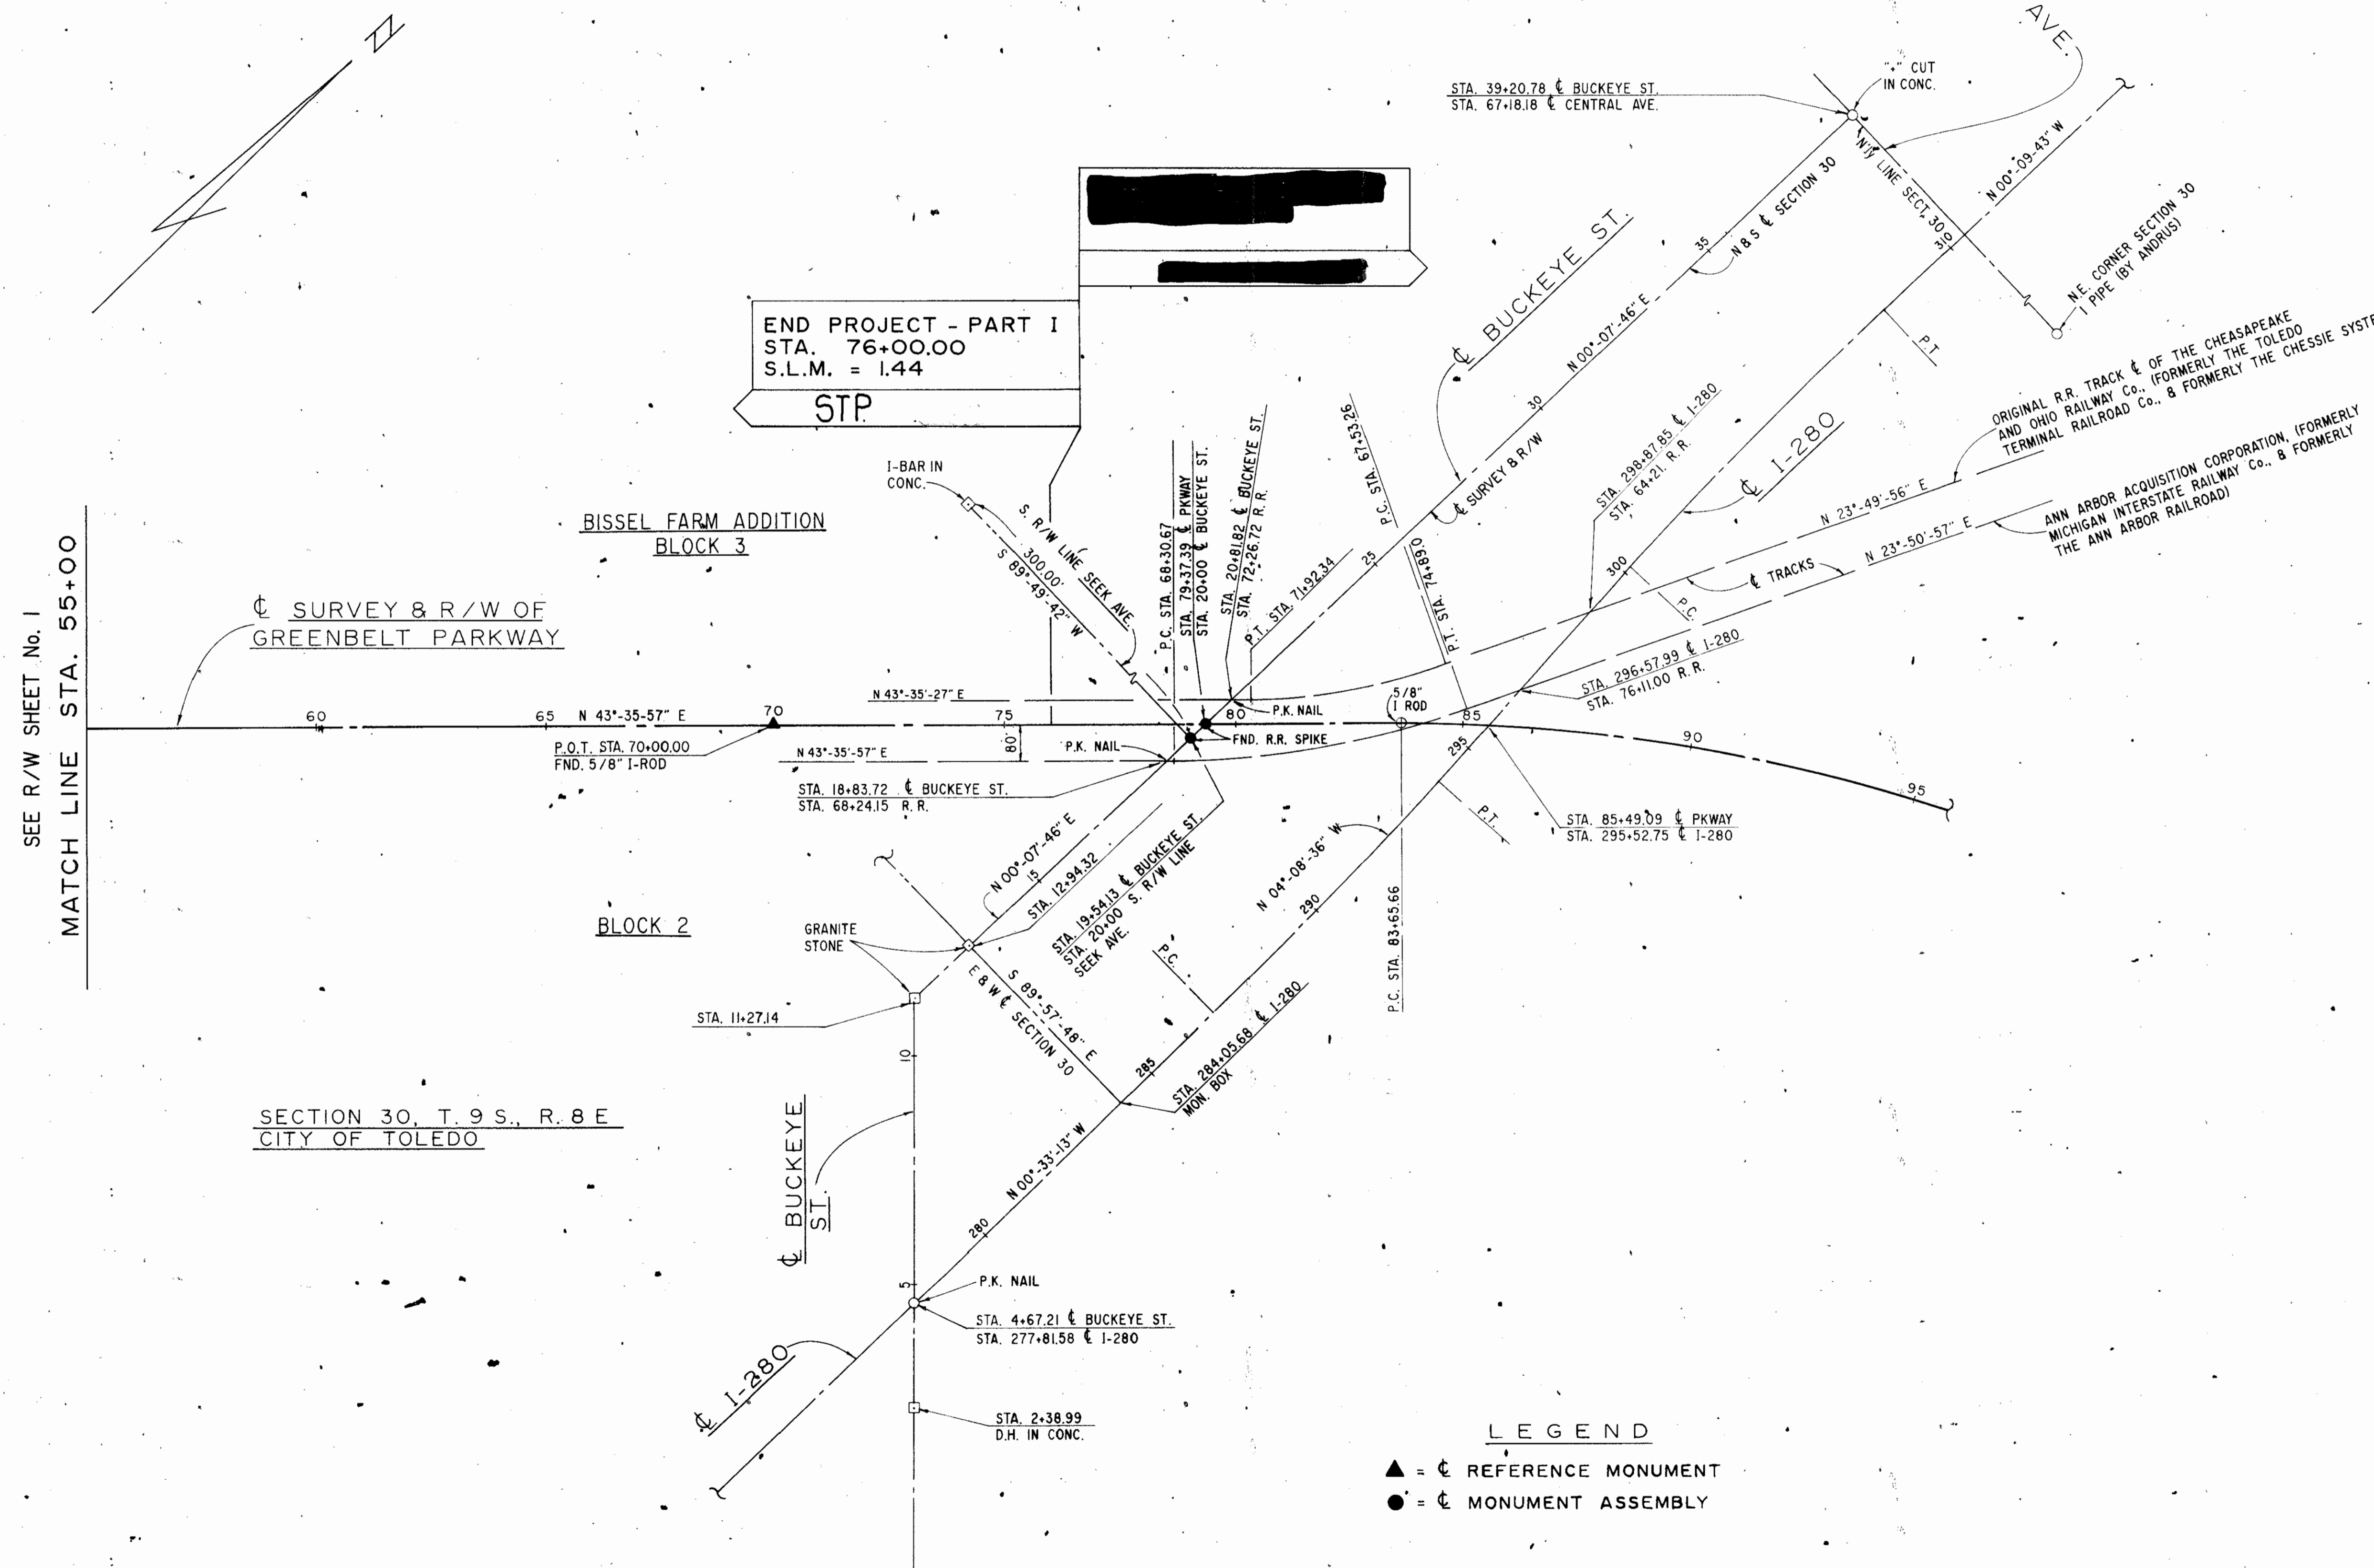 N
AVE.
"+" CUT
IN CONC.
STA. 39+20.78 ℄ BUCKEYE ST.
STA. 67+18.18 ℄ CENTRAL AVE.
N'LY LINE SECT. 30
N 00°-09'-43" W
310
N.E. CORNER SECTION 30
1 PIPE (BY ANDRUS)
35
N & S ℄ SECTION 30
℄ BUCKEYE ST.
N 00°-07'-46" E
30
P.T.
END PROJECT - PART I
STA. 76+00.00
S.L.M. = 1.44
STP
ORIGINAL R.R. TRACK ℄ OF THE CHEASAPEAKE
AND OHIO RAILWAY Co., (FORMERLY THE TOLEDO
TERMINAL RAILROAD Co., & FORMERLY THE CHESSIE SYSTE
ANN ARBOR ACQUISITION CORPORATION, (FORMERLY
MICHIGAN INTERSTATE RAILWAY Co., & FORMERLY
THE ANN ARBOR RAILROAD)
N 23°-49'-56" E
N 23°-50'-57" E
℄ TRACKS
℄ I-280
STA. 298+87.85 ℄ I-280
STA. 64+21. R.R.
300
P.C.
P.C. STA. 67+53.26
℄ SURVEY & R/W
25
P.T. STA. 74+89.0
P.T. STA. 71+92.34
STA. 20+81.82 ℄ BUCKEYE ST.
STA. 72+26.72 R.R.
STA. 79+37.39 ℄ PKWAY
STA. 20+00 ℄ BUCKEYE ST.
P.C. STA. 68+30.67
I-BAR IN
CONC.
S. R/W LINE SEEK AVE.
300.00'
S 89°-49'-42" W
BISSEL FARM ADDITION
BLOCK 3
℄ SURVEY & R/W OF
GREENBELT PARKWAY
SEE R/W SHEET No. 1
MATCH LINE STA. 55+00
60
65
N 43°-35-57" E
70
75
80
85
90
95
N 43°-35'-27" E
P.O.T. STA. 70+00.00
FND. 5/8" I-ROD
N 43°-35'-57" E
80'
P.K. NAIL
P.K. NAIL
FND. R.R. SPIKE
5/8"
I ROD
STA. 296+57.99 ℄ I-280
STA. 76+11.00 R.R.
295
P.T.
STA. 85+49.09 ℄ PKWAY
STA. 295+52.75 ℄ I-280
STA. 18+83.72 ℄ BUCKEYE ST.
STA. 68+24.15 R.R.
N 00°-07'-46" E
15
STA. 12+94.32
STA. 19+54.13 ℄ BUCKEYE ST.
STA. 20+00 S. R/W LINE
SEEK AVE.
N 04°-08'-36" W
290
P.C. STA. 83+65.66
P.C.
BLOCK 2
GRANITE
STONE
S 89°-57'-48" E
E & W ℄ SECTION 30
STA. 11+27.14
10
285
STA. 284+05.68 ℄ I-280
MON. BOX
SECTION 30, T. 9 S., R. 8 E
CITY OF TOLEDO
℄ BUCKEYE
ST.
N 00°-33'-13" W
280
5
P.K. NAIL
STA. 4+67.21 ℄ BUCKEYE ST.
STA. 277+81.58 ℄ I-280
℄ I-280
STA. 2+38.99
D.H. IN CONC.
LEGEND
▲ = ℄ REFERENCE MONUMENT
● = ℄ MONUMENT ASSEMBLY